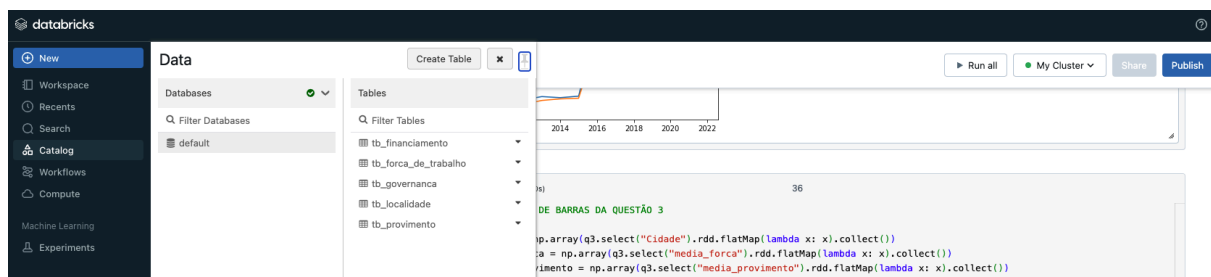 databricks
New
Workspace
Recents
Search
Catalog
Workflows
Compute
Machine Learning
Experiments
Data
Create Table
Databases
Filter Databases
default
Tables
Filter Tables
tb_financiamento
tb_forca_de_trabalho
tb_governanca
tb_localidade
tb_provimento
Run all
My Cluster
Share
Publish
2014 2016 2018 2020 2022
36
DE BARRAS DA QUESTÃO 3
np.array(q3.select("Cidade").rdd.flatMap(lambda x: x).collect())
ca = np.array(q3.select("media_forca").rdd.flatMap(lambda x: x).collect())
vimento = np.array(q3.select("media_provimento").rdd.flatMap(lambda x: x).collect())